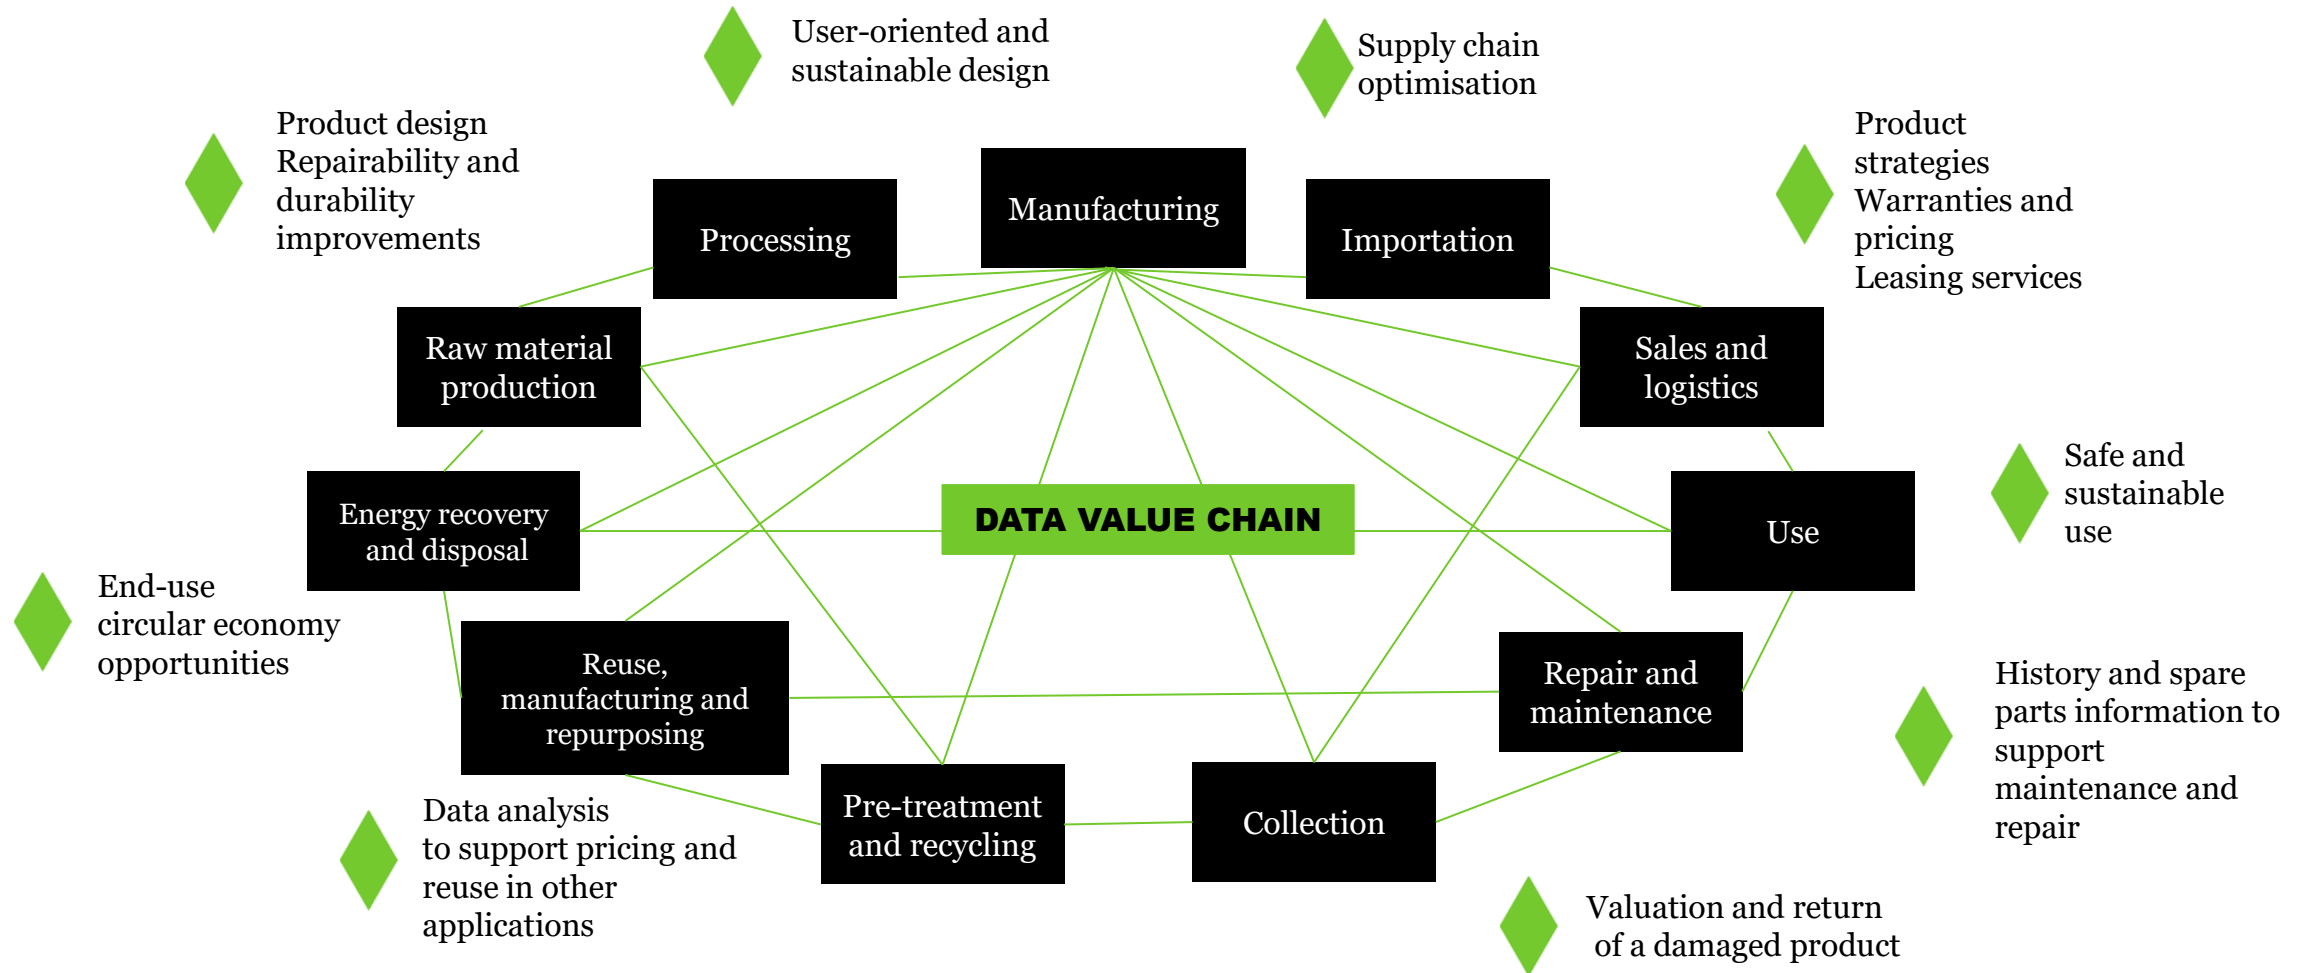 User-oriented and
sustainable design
Supply chain
optimisation
Product design
Repairability and
durability
improvements
Product
strategies
Warranties and
pricing
Leasing services
Processing
Manufacturing
Importation
Raw material
production
Sales and
logistics
Safe and
sustainable
use
Energy recovery
and disposal
DATA VALUE CHAIN
Use
End-use
circular economy
opportunities
Reuse,
manufacturing and
repurposing
Repair and
maintenance
History and spare
parts information to
support
maintenance and
repair
Data analysis
to support pricing and
reuse in other
applications
Pre-treatment
and recycling
Collection
Valuation and return
of a damaged product